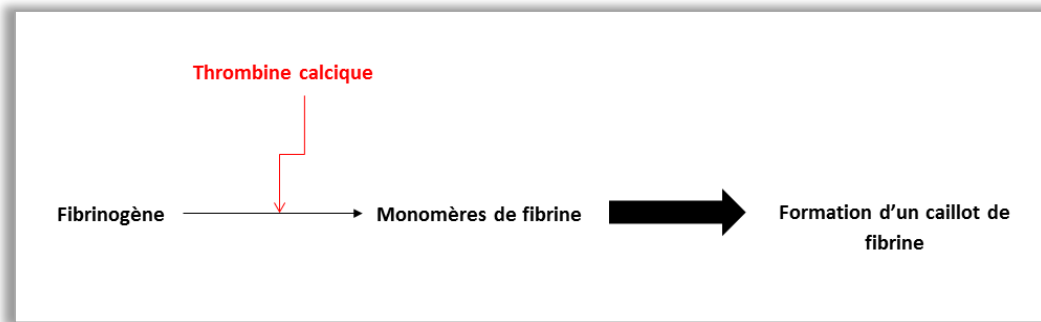 Thrombine calcique
Fibrinogène
Monomères de fibrine
Formation d’un caillot de
fibrine